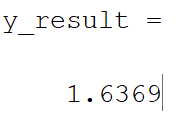 y_result =
1.6369